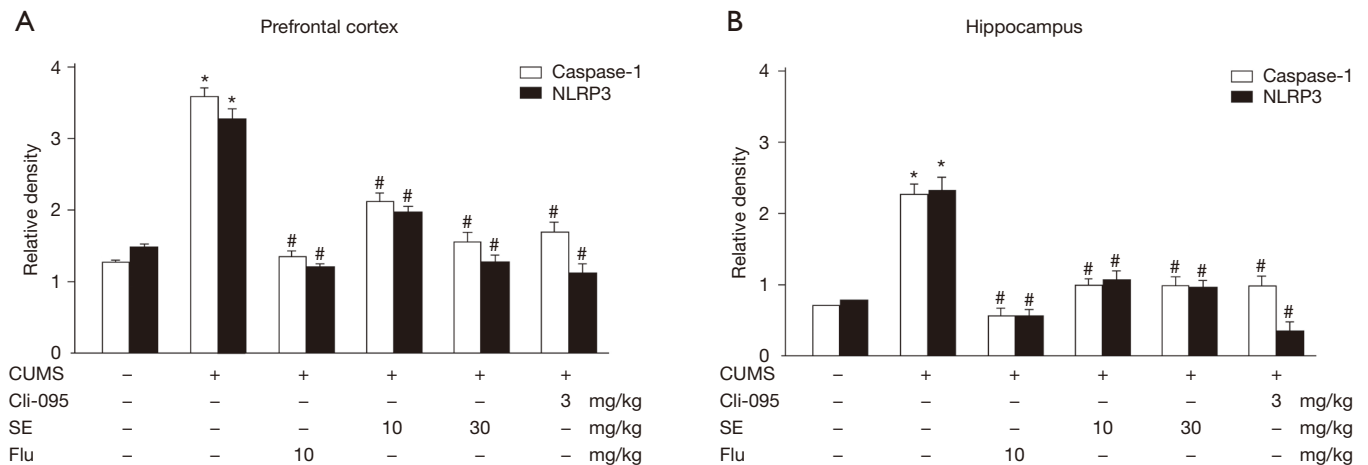 A
Prefrontal cortex
4
3
2
1
0
Relative density
Caspase-1
NLRP3
* *
# # # # # # # #
CUMS – + + + + +
Cli-095 – – – – – 3 mg/kg
SE – – – 10 30 – mg/kg
Flu – – 10 – – – mg/kg
B
Hippocampus
4
3
2
1
0
Relative density
Caspase-1
NLRP3
* *
# # # # # # # #
CUMS – + + + + +
Cli-095 – – – – – 3 mg/kg
SE – – – 10 30 – mg/kg
Flu – – 10 – – – mg/kg